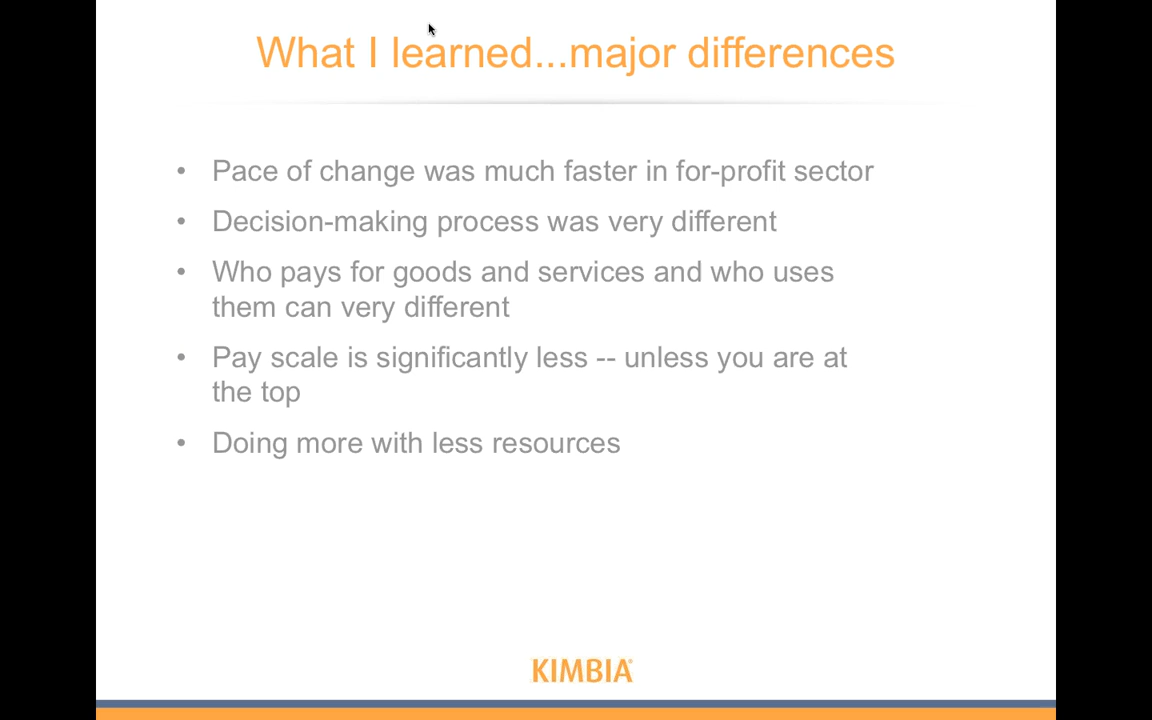 What I learned...major differences
• Pace of change was much faster in for-profit sector
• Decision-making process was very different
• Who pays for goods and services and who uses
them can very different
• Pay scale is significantly less -- unless you are at
the top
• Doing more with less resources
KIMBIA®